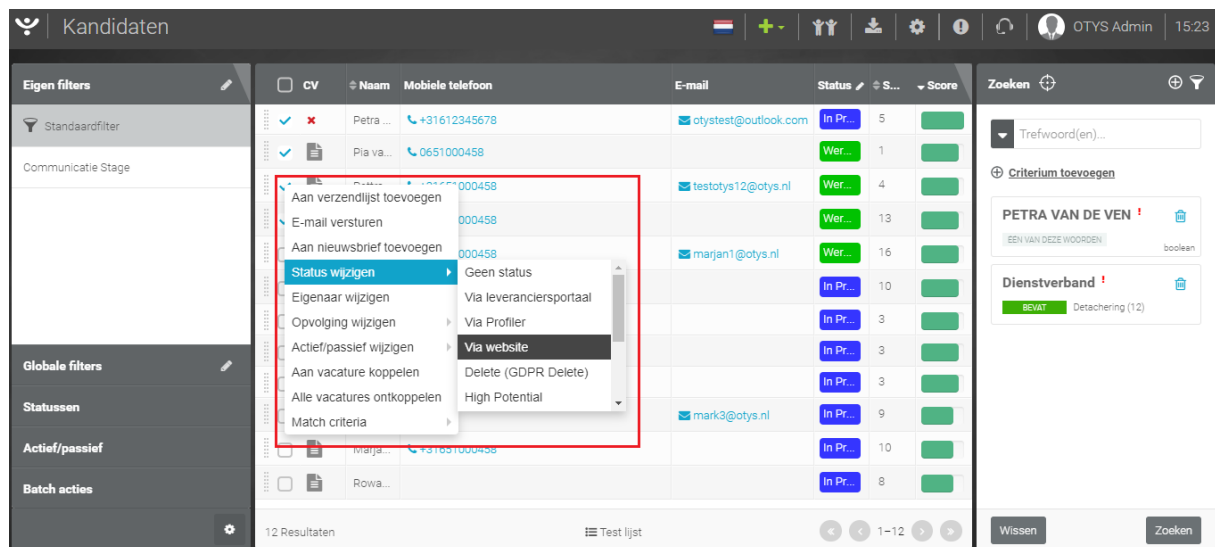 Kandidaten
OTYS Admin
15:23
Eigen filters
Standaardfilter
Communicatie Stage
Globale filters
Statussen
Actief/passief
Batch acties
CV Naam Mobiele telefoon E-mail Status S... Score
Petra ... +31612345678 otystest@outlook.com In Pr... 5
Pia va... 0651000458 Wer... 1
+31651000458 testotys12@otys.nl Wer... 4
000458 Wer... 13
000458 marjan1@otys.nl Wer... 16
In Pr... 10
In Pr... 3
In Pr... 3
In Pr... 3
mark3@otys.nl In Pr... 9
Marja... +31651000458 In Pr... 10
Rowa... In Pr... 8
Aan verzendlijst toevoegen
E-mail versturen
Aan nieuwsbrief toevoegen
Status wijzigen
Eigenaar wijzigen
Opvolging wijzigen
Actief/passief wijzigen
Aan vacature koppelen
Alle vacatures ontkoppelen
Match criteria
Geen status
Via leveranciersportaal
Via Profiler
Via website
Delete (GDPR Delete)
High Potential
12 Resultaten
Test lijst
1-12
Zoeken
Trefwoord(en)...
Criterium toevoegen
PETRA VAN DE VEN !
EEN VAN DEZE WOORDEN
boolean
Dienstverband !
BEVAT Detachering (12)
Wissen
Zoeken